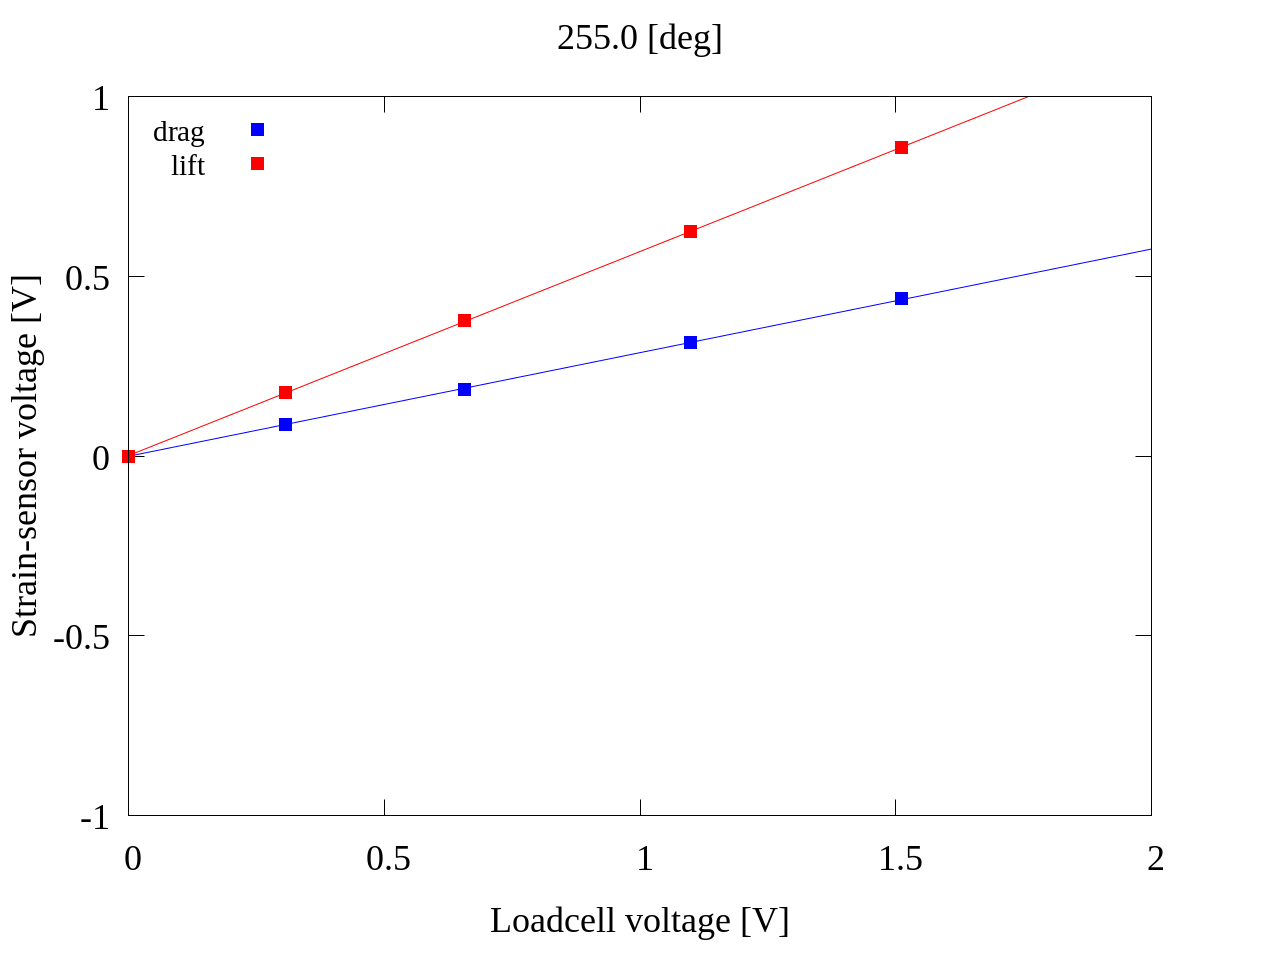 255.0 [deg]
drag
lift
1
0.5
0
-0.5
-1
Strain-sensor voltage [V]
0 0.5 1 1.5 2
Loadcell voltage [V]